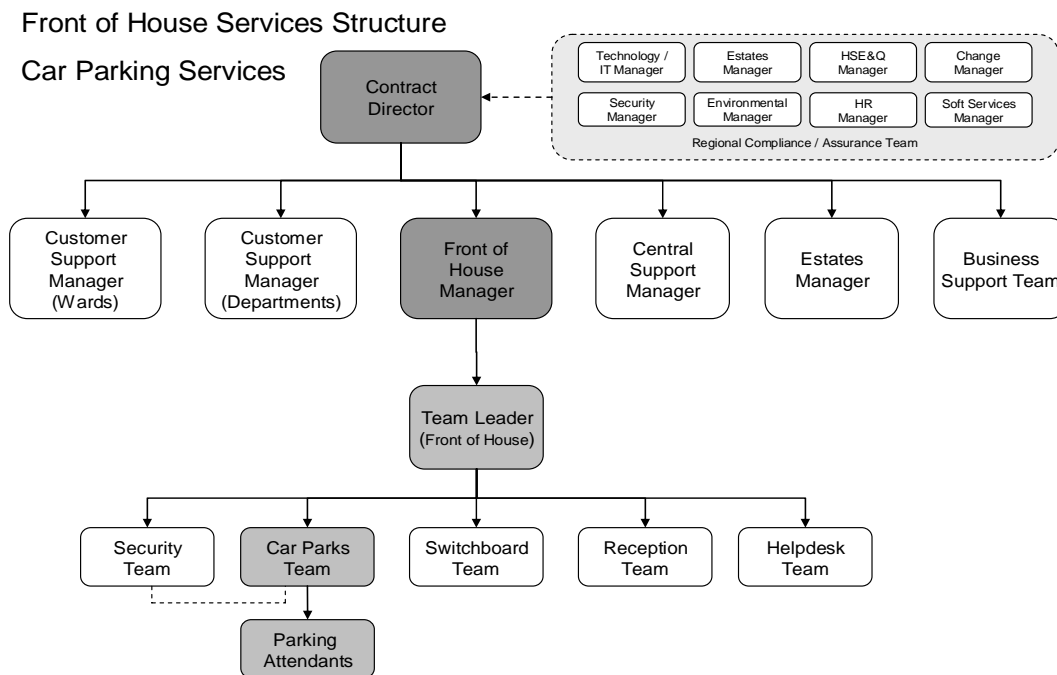 Front of House Services Structure
Car Parking Services
Contract
Director
Technology /
IT Manager
Estates
Manager
HSE&Q
Manager
Change
Manager
Security
Manager
Environmental
Manager
HR
Manager
Soft Services
Manager
Regional Compliance / Assurance Team
Customer
Support
Manager
(Wards)
Customer
Support
Manager
(Departments)
Front of
House
Manager
Central
Support
Manager
Estates
Manager
Business
Support Team
Team Leader
(Front of House)
Security
Team
Car Parks
Team
Switchboard
Team
Reception
Team
Helpdesk
Team
Parking
Attendants